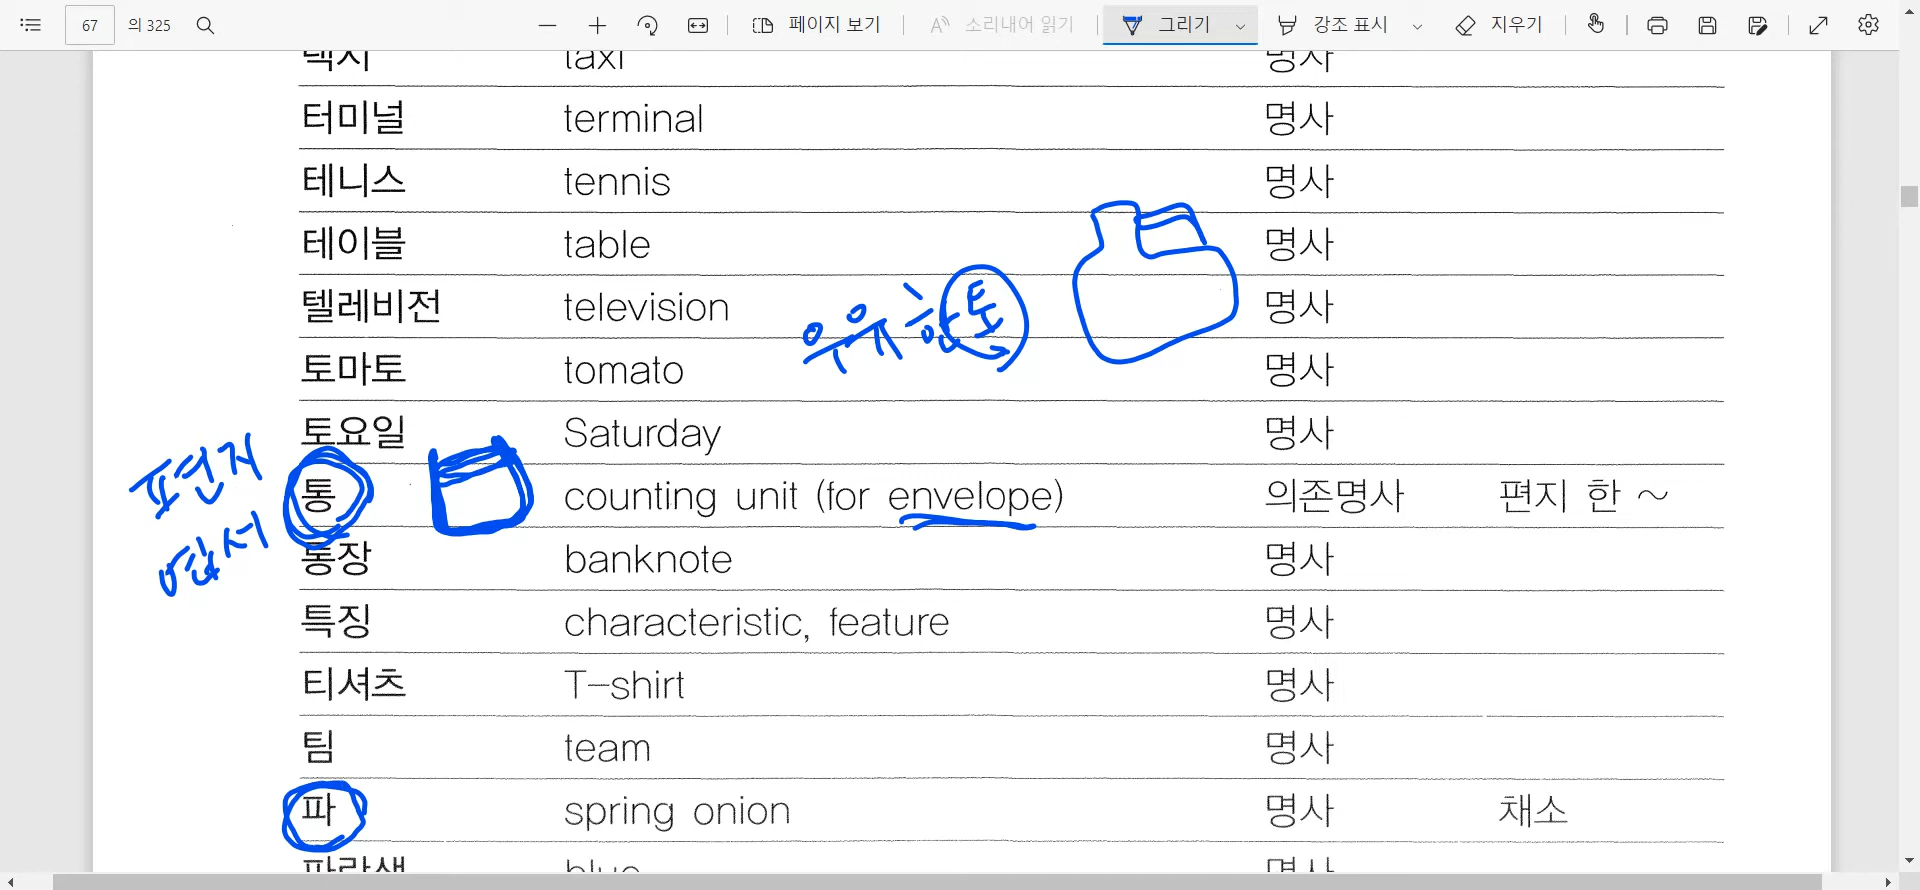 67 의 325 페이지 보기 소리내어 읽기 그리기 강조 표시 지우기
택시 taxi 명사
터미널 terminal 명사
테니스 tennis 명사
테이블 table 명사
텔레비전 television 명사
우유 한 통
토마토 tomato 명사
토요일 Saturday 명사
통 counting unit (for envelope) 의존명사 편지 한 ~
엽서
통장 banknote 명사
특징 characteristic, feature 명사
티셔츠 T-shirt 명사
팀 team 명사
파 spring onion 명사 채소
파란색 blue 명사